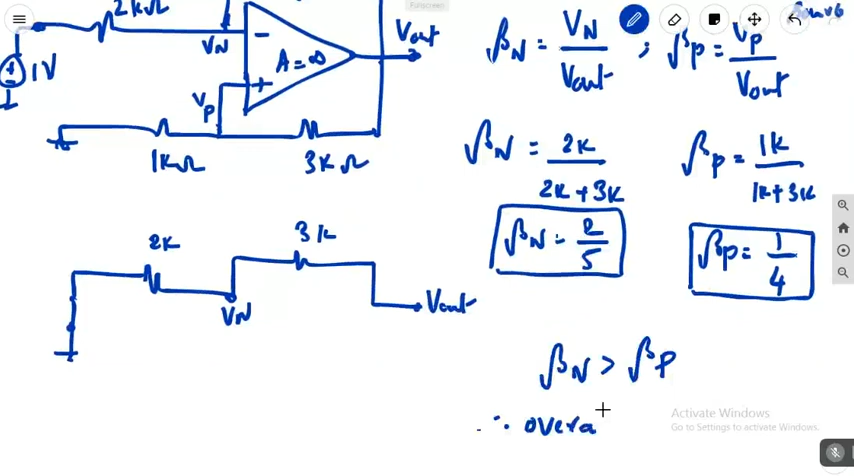 Fullscreen
2kΩ
VN
-
A=∞
+
Vout
1V
VP
1kΩ
3kΩ
βN = VN / Vout ; βP = VP / Vout
βN = 2k / 2k+3k
βP = 1k / 1k+3k
βN = 2 / 5
βP = 1 / 4
2k
3k
VN
Vout
βN > βP
∴ overa
Activate Windows
Go to Settings to activate Windows.